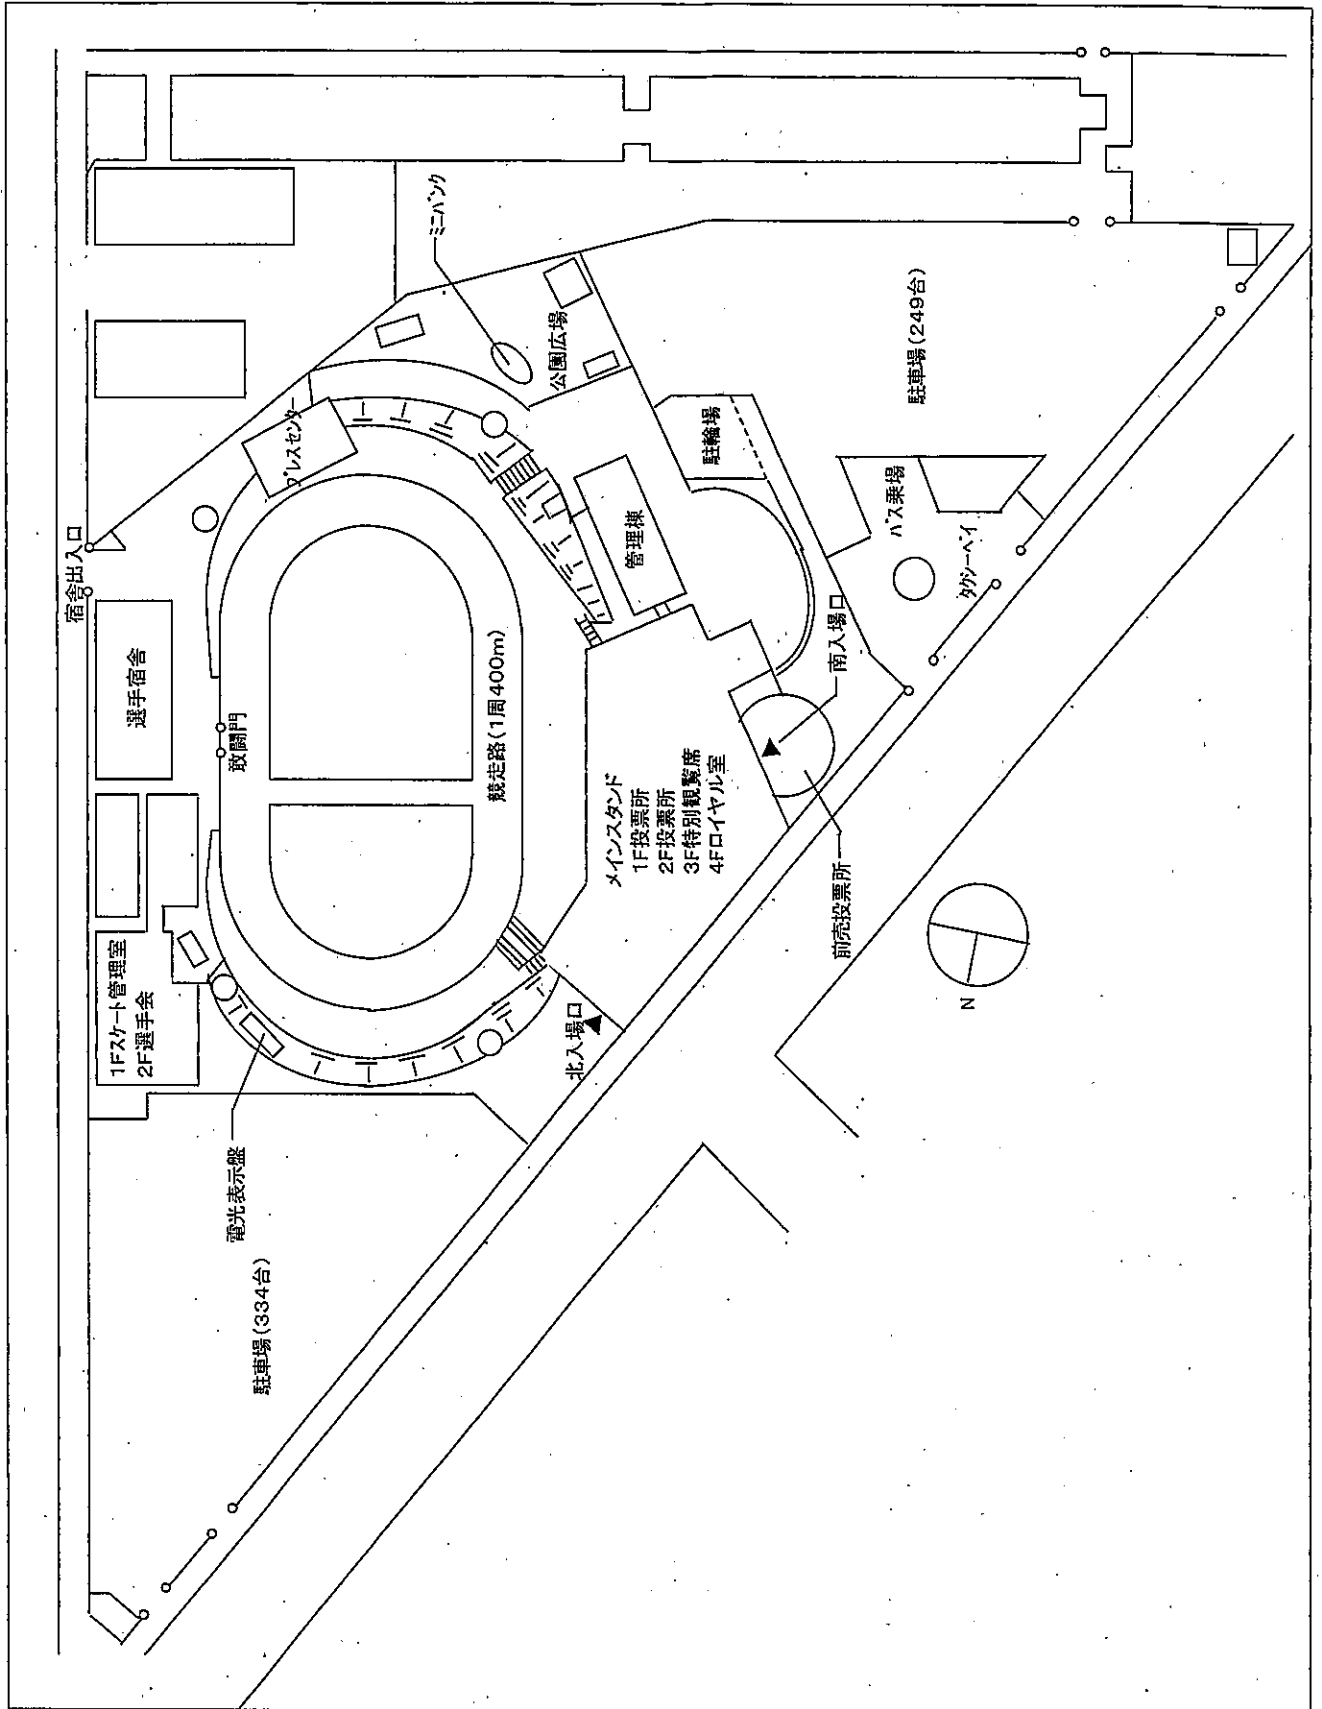 宿舎出入口
選手宿舎
敢闘門
プレスセンター
ミニバンク
公園広場
競走路(1周400m)
管理棟
駐輪場
駐車場(249台)
バス乗場
タクシーベイ
南入場口
メインスタンド
1F投票所
2F投票所
3F特別観覧席
4Fロイヤル室
前売投票所
北入場口
1Fスケート管理室
2F選手会
電光表示盤
駐車場(334台)
N